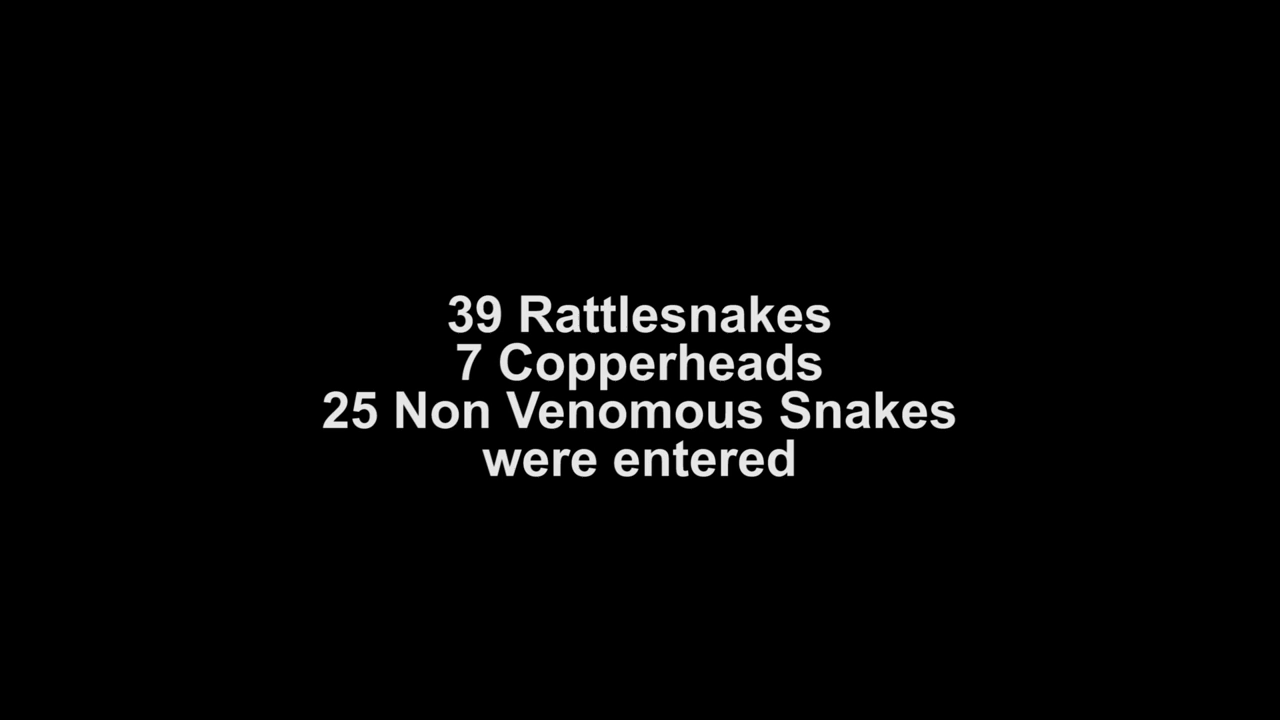 39 Rattlesnakes
7 Copperheads
25 Non Venomous Snakes
were entered